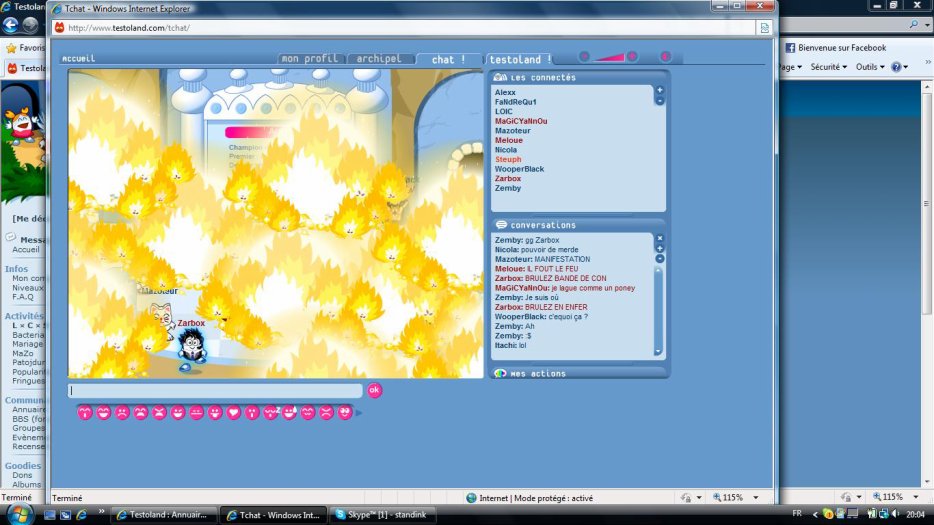 Testolan
Tchat - Windows Internet Explorer
http://www.testoland.com/tchat/
Favoris
Bienvenue sur Facebook
Testola
Page
Sécurité
Outils
Accueil
mon profil
archipel
chat !
testoland !
Les connectés
Alexx
FaNdReQu1
LOIC
MaGiCYaNnOu
Mazoteur
Meloue
Nicola
Steuph
WooperBlack
Zarbox
Zemby
Champion
Premier
conversations
Zemby: gg Zarbox
Nicola: pouvoir de merde
Mazoteur: MANIFESTATION
Meloue: IL FOUT LE FEU
Zarbox: BRULEZ BANDE DE CON
MaGiCYaNnOu: je lague comme un poney
Zemby: Je suis où
Zarbox: BRULEZ EN ENFER
WooperBlack: c'equoi ça ?
Zemby: Ah
Zemby: :$
Itachi: lol
mes actions
Mazoteur
Zarbox
ok
[Me déc
Messa
Accueil
Infos
Mon com
Niveaux
F.A.Q
Activités
L × C × S
Bacteria
Mariage
MaZo
Patojdur
Populari
Fringues
Commun
Annuaire
BBS (for
Groupes
Evènem
Recense
Goodies
Dons
Albums
Terminé
Terminé
Internet | Mode protégé : activé
115%
115%
Testoland : Annuair...
Tchat - Windows Int...
Skype™ [1] - standink
FR
20:04